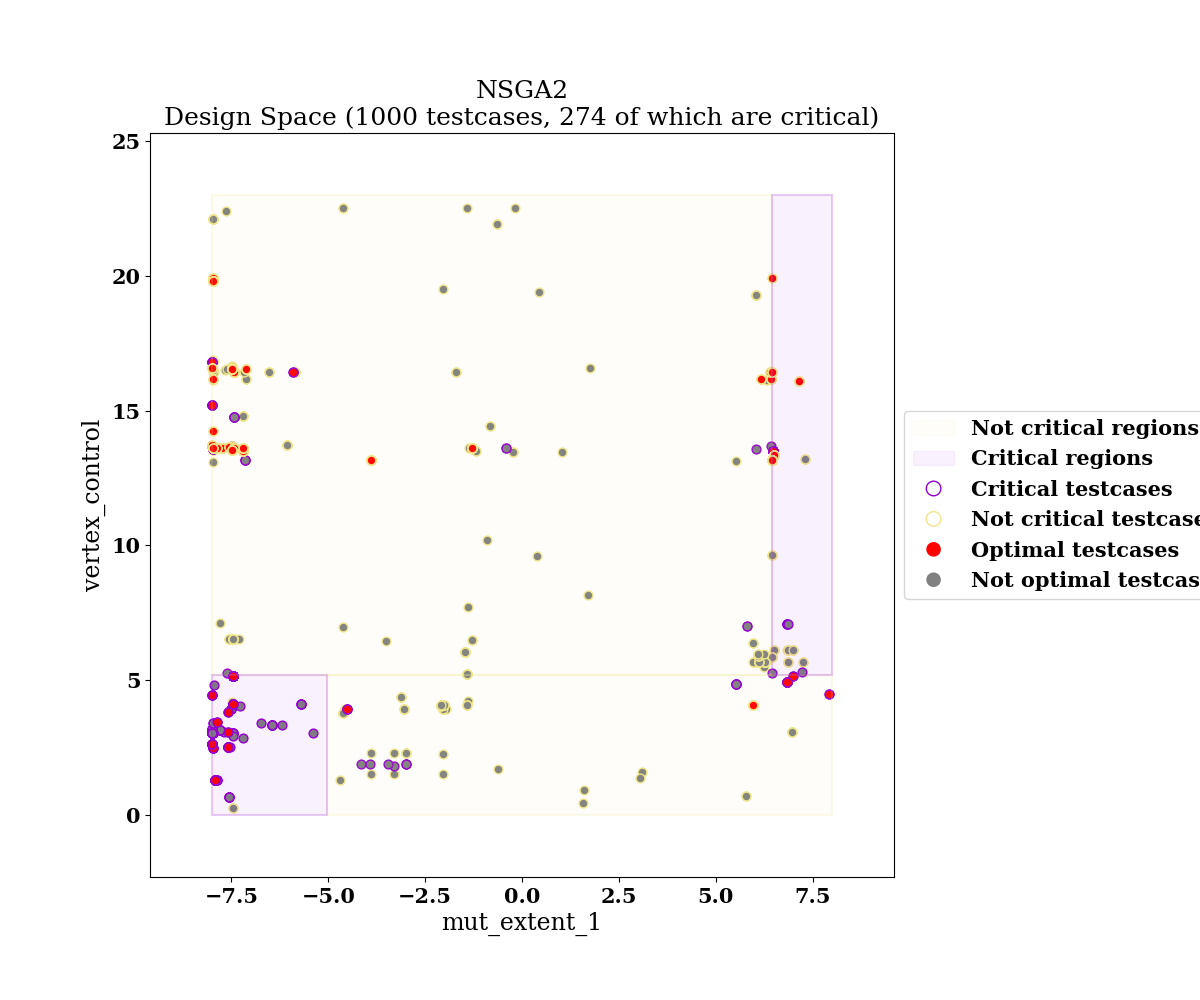 NSGA2
Design Space (1000 testcases, 274 of which are critical)
25
20
15
10
5
0
vertex_control
−7.5
−5.0
−2.5
0.0
2.5
5.0
7.5
mut_extent_1
Not critical regions
Critical regions
Critical testcases
Not critical testcase
Optimal testcases
Not optimal testcas